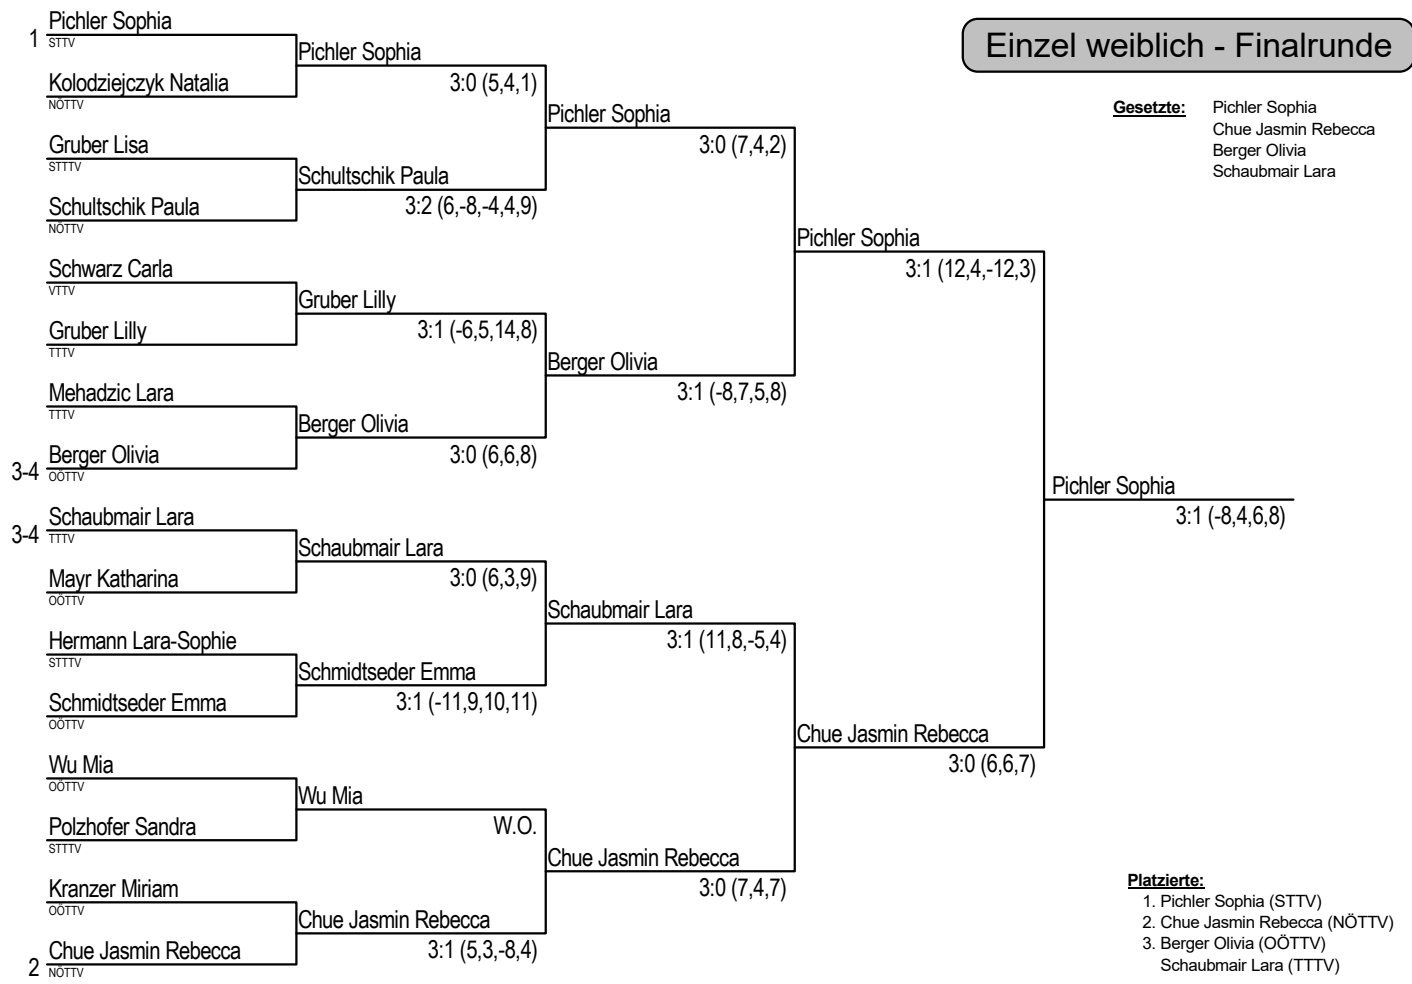 Einzel weiblich - Finalrunde
Gesetzte: Pichler Sophia
Chue Jasmin Rebecca
Berger Olivia
Schaubmair Lara
1 Pichler Sophia
STTV
Kolodziejczyk Natalia
NÖTTV
Gruber Lisa
STTTV
Schultschik Paula
NÖTTV
Schwarz Carla
VTTV
Gruber Lilly
TTTV
Mehadzic Lara
TTTV
3-4 Berger Olivia
OÖTTV
3-4 Schaubmair Lara
TTTV
Mayr Katharina
OÖTTV
Hermann Lara-Sophie
STTTV
Schmidtseder Emma
OÖTTV
Wu Mia
OÖTTV
Polzhofer Sandra
STTTV
Kranzer Miriam
OÖTTV
2 Chue Jasmin Rebecca
NÖTTV
Pichler Sophia
3:0 (5,4,1)
Schultschik Paula
3:2 (6,-8,-4,4,9)
Gruber Lilly
3:1 (-6,5,14,8)
Berger Olivia
3:0 (6,6,8)
Schaubmair Lara
3:0 (6,3,9)
Schmidtseder Emma
3:1 (-11,9,10,11)
Wu Mia
W.O.
Chue Jasmin Rebecca
3:1 (5,3,-8,4)
Pichler Sophia
3:0 (7,4,2)
Berger Olivia
3:1 (-8,7,5,8)
Schaubmair Lara
3:1 (11,8,-5,4)
Chue Jasmin Rebecca
3:0 (7,4,7)
Pichler Sophia
3:1 (12,4,-12,3)
Chue Jasmin Rebecca
3:0 (6,6,7)
Pichler Sophia
3:1 (-8,4,6,8)
Platzierte:
1. Pichler Sophia (STTV)
2. Chue Jasmin Rebecca (NÖTTV)
3. Berger Olivia (OÖTTV)
Schaubmair Lara (TTTV)